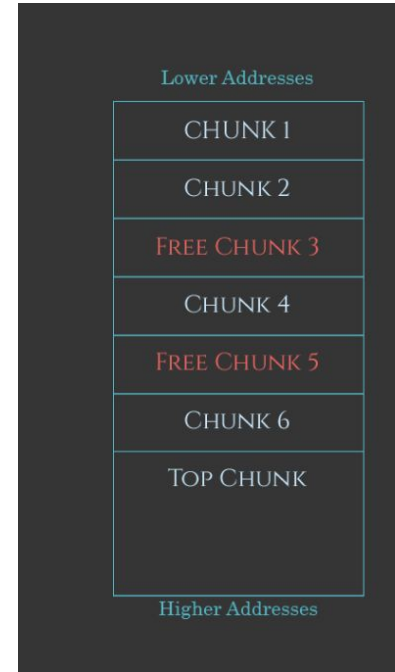 Lower Addresses
CHUNK 1
CHUNK 2
FREE CHUNK 3
CHUNK 4
FREE CHUNK 5
CHUNK 6
TOP CHUNK
Higher Addresses